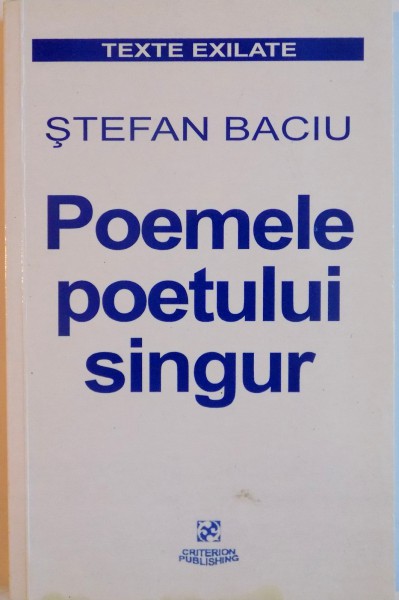 TEXTE EXILATE
ŞTEFAN BACIU
Poemele
poetului
singur
CRITERION
PUBLISHING